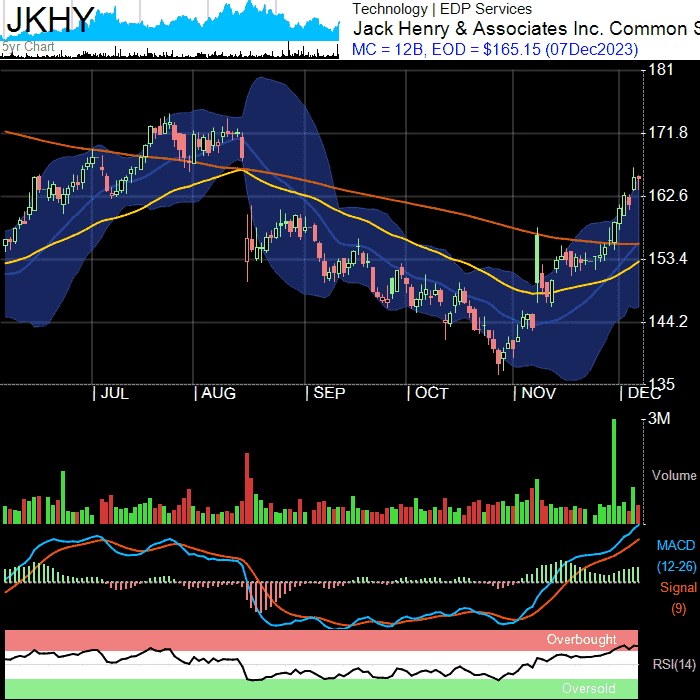 JKHY
5yr Chart
Technology | EDP Services
Jack Henry & Associates Inc. Common S
MC = 12B, EOD = $165.15 (07Dec2023)
181
171.8
162.6
153.4
144.2
135
JUL
AUG
SEP
OCT
NOV
DEC
3M
Volume
MACD
(12-26)
Signal
(9)
Overbought
RSI(14)
Oversold